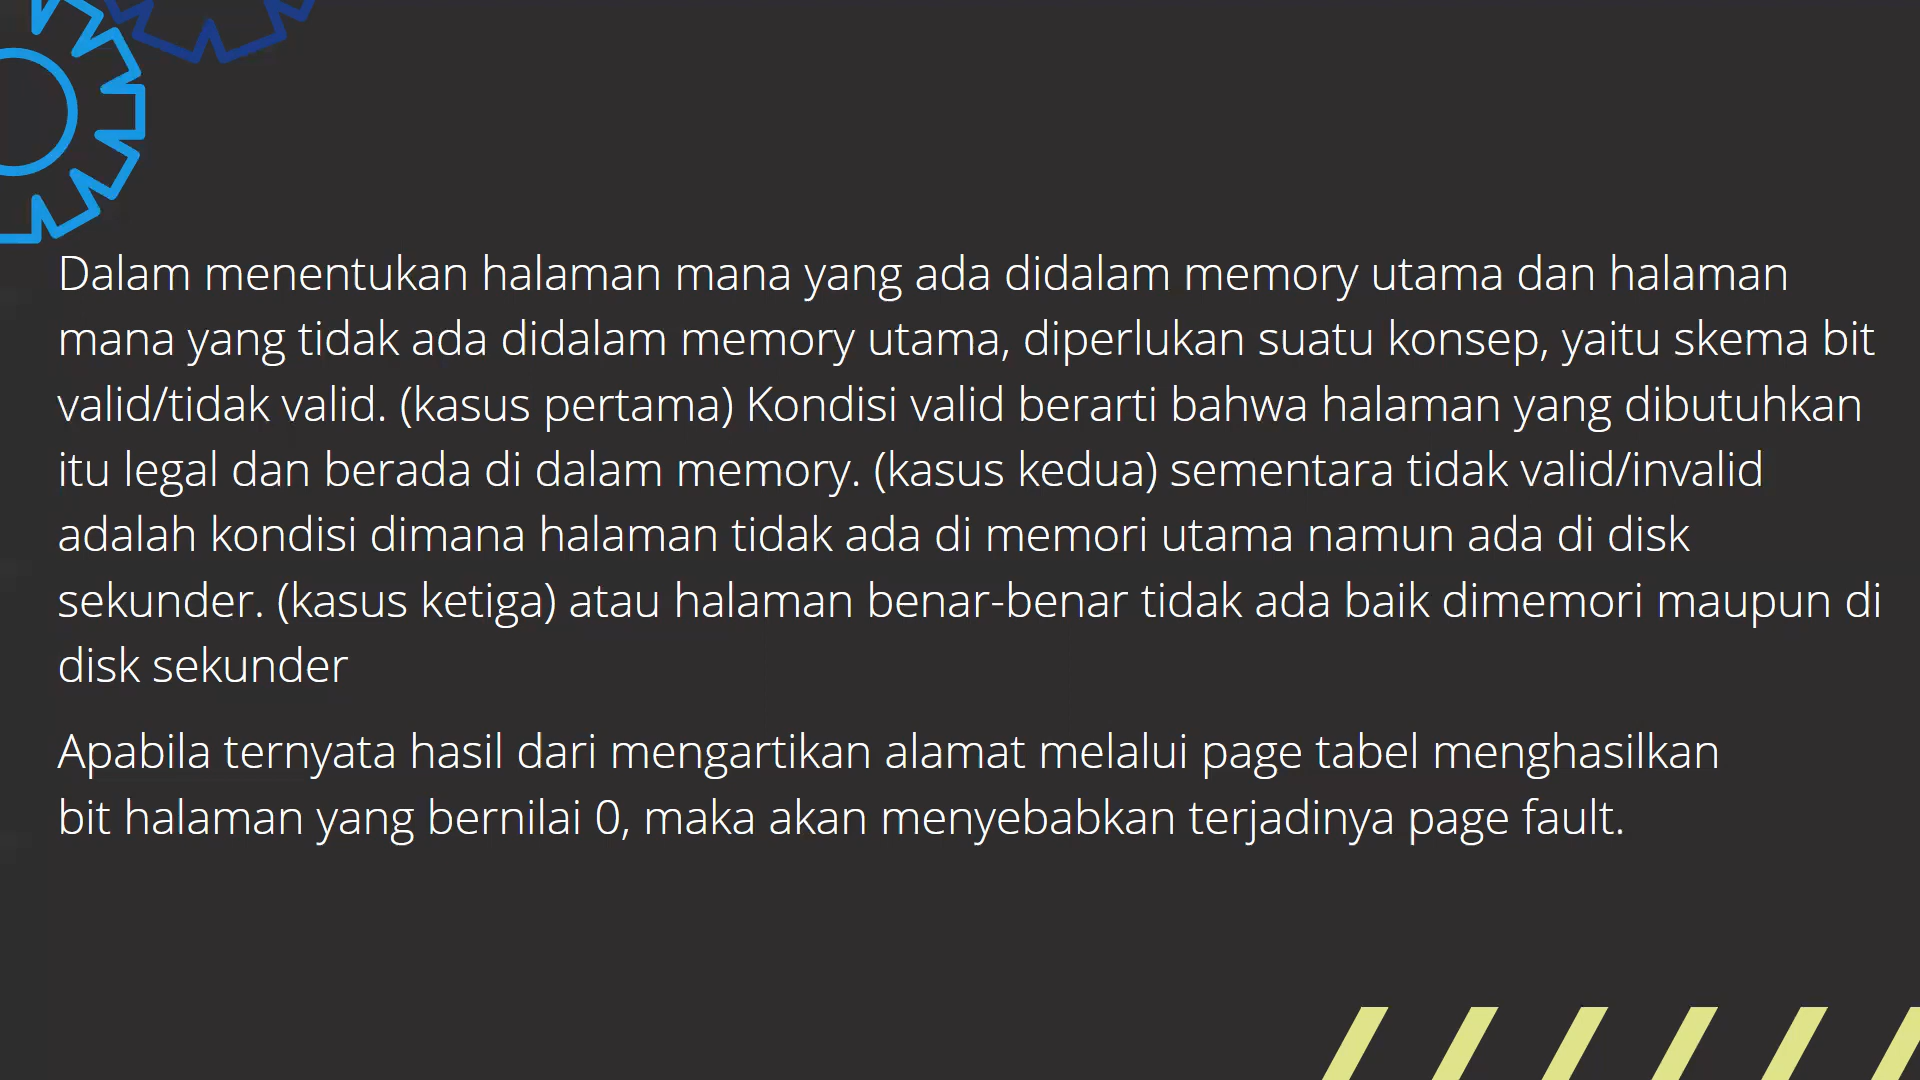 Dalam menentukan halaman mana yang ada didalam memory utama dan halaman
mana yang tidak ada didalam memory utama, diperlukan suatu konsep, yaitu skema bit
valid/tidak valid. (kasus pertama) Kondisi valid berarti bahwa halaman yang dibutuhkan
itu legal dan berada di dalam memory. (kasus kedua) sementara tidak valid/invalid
adalah kondisi dimana halaman tidak ada di memori utama namun ada di disk
sekunder. (kasus ketiga) atau halaman benar-benar tidak ada baik dimemori maupun di
disk sekunder
Apabila ternyata hasil dari mengartikan alamat melalui page tabel menghasilkan
bit halaman yang bernilai 0, maka akan menyebabkan terjadinya page fault.